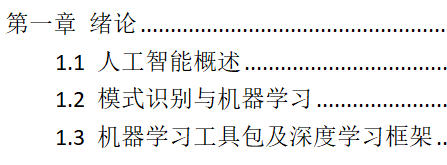 第一章 绪论................................................
1.1 人工智能概述................................
1.2 模式识别与机器学习.....................
1.3 机器学习工具包及深度学习框架..